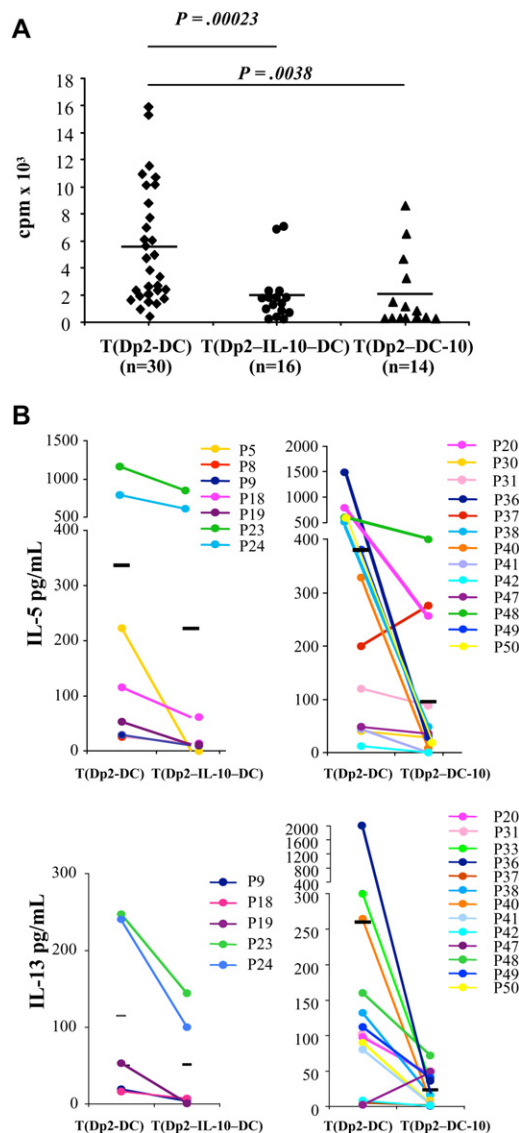 A
P = .00023
P = .0038
cpm x 10³
18
16
14
12
10
8
6
4
2
0
T(Dp2-DC) T(Dp2–IL-10–DC) T(Dp2–DC-10)
(n=30) (n=16) (n=14)
B
IL-5 pg/mL
1500
1000
500
400
300
200
100
0
T(Dp2-DC) T(Dp2–IL-10–DC)
P5
P8
P9
P18
P19
P23
P24
2000
1500
1000
500
400
300
200
100
0
T(Dp2-DC) T(Dp2–DC-10)
P20
P30
P31
P36
P37
P38
P40
P41
P42
P47
P48
P49
P50
IL-13 pg/mL
300
200
100
0
T(Dp2-DC) T(Dp2–IL-10–DC)
P9
P18
P19
P23
P24
2000
1600
1200
800
400
300
250
200
150
100
50
0
T(Dp2-DC) T(Dp2–DC-10)
P20
P31
P33
P36
P37
P38
P40
P41
P42
P47
P48
P49
P50